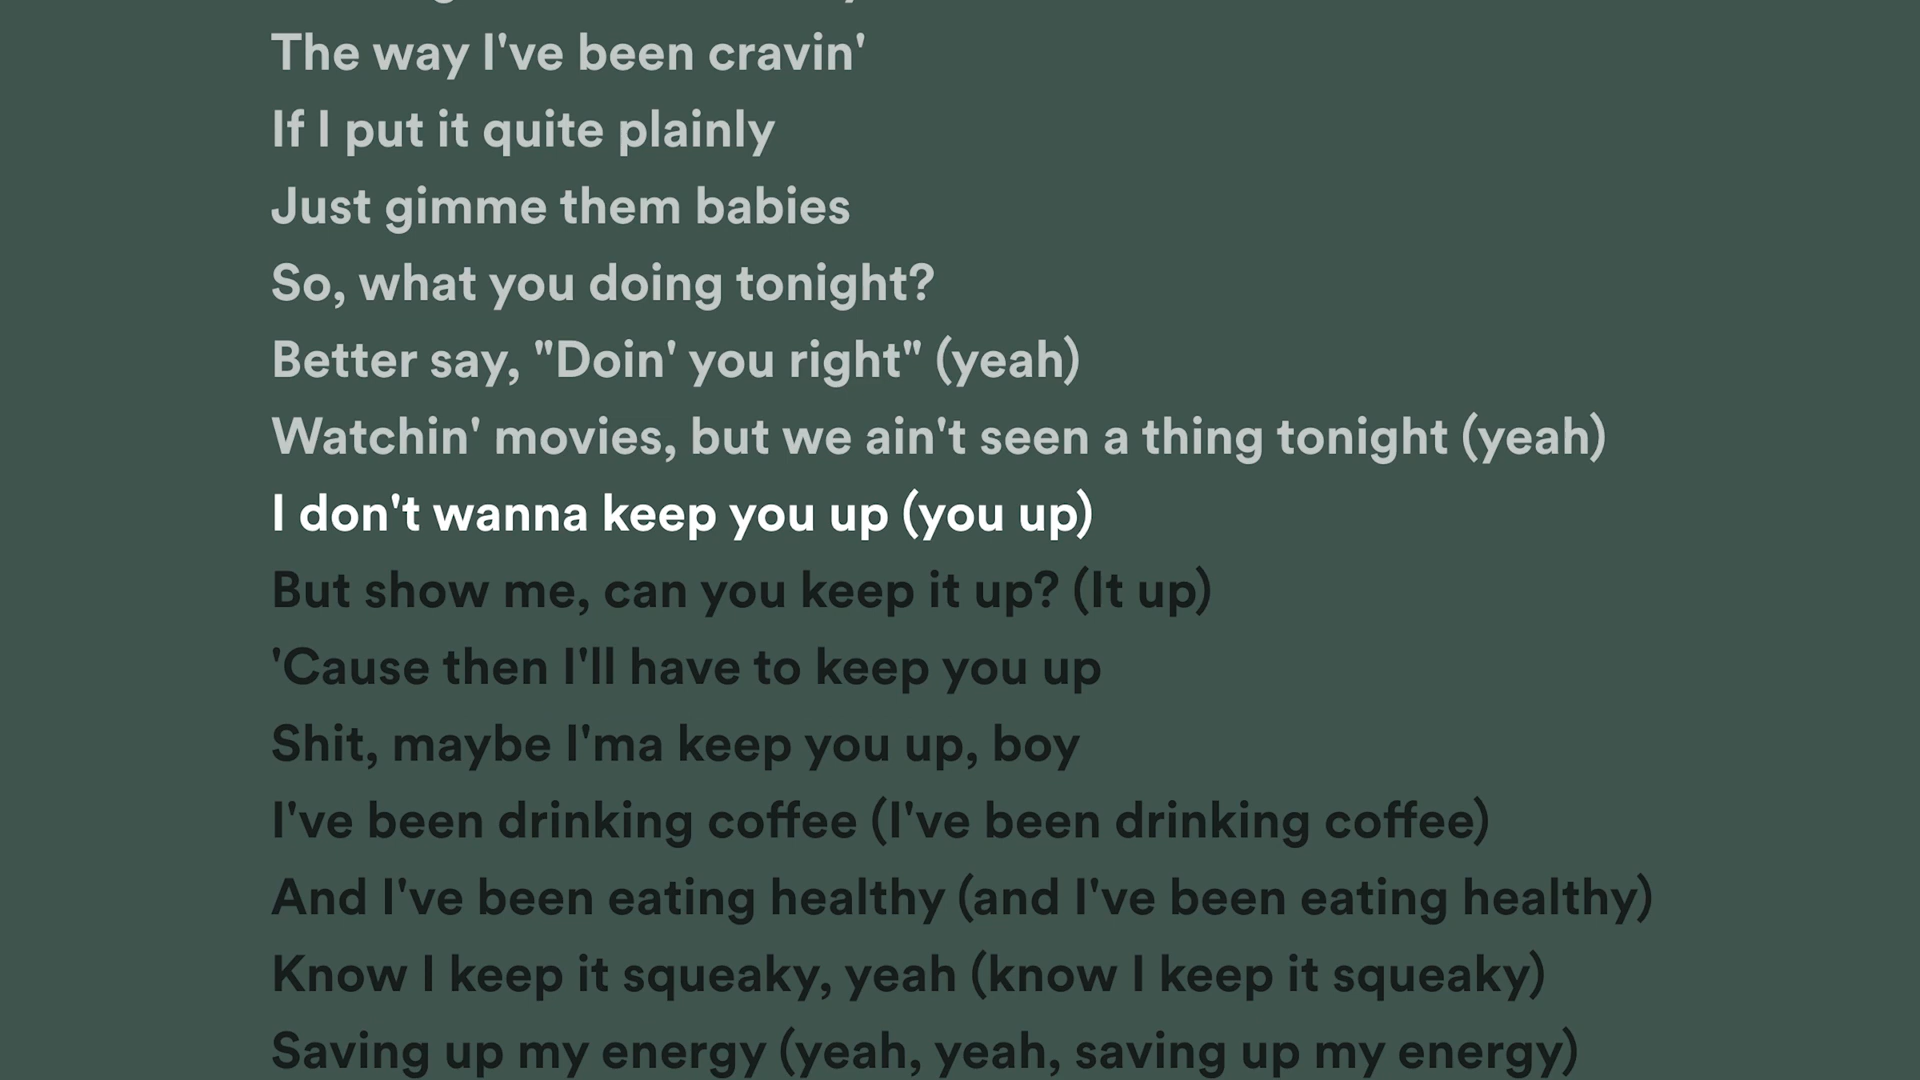 The way I've been cravin'
If I put it quite plainly
Just gimme them babies
So, what you doing tonight?
Better say, "Doin' you right" (yeah)
Watchin' movies, but we ain't seen a thing tonight (yeah)
I don't wanna keep you up (you up)
But show me, can you keep it up? (It up)
'Cause then I'll have to keep you up
Shit, maybe I'ma keep you up, boy
I've been drinking coffee (I've been drinking coffee)
And I've been eating healthy (and I've been eating healthy)
Know I keep it squeaky, yeah (know I keep it squeaky)
Saving up my energy (yeah, yeah, saving up my energy)